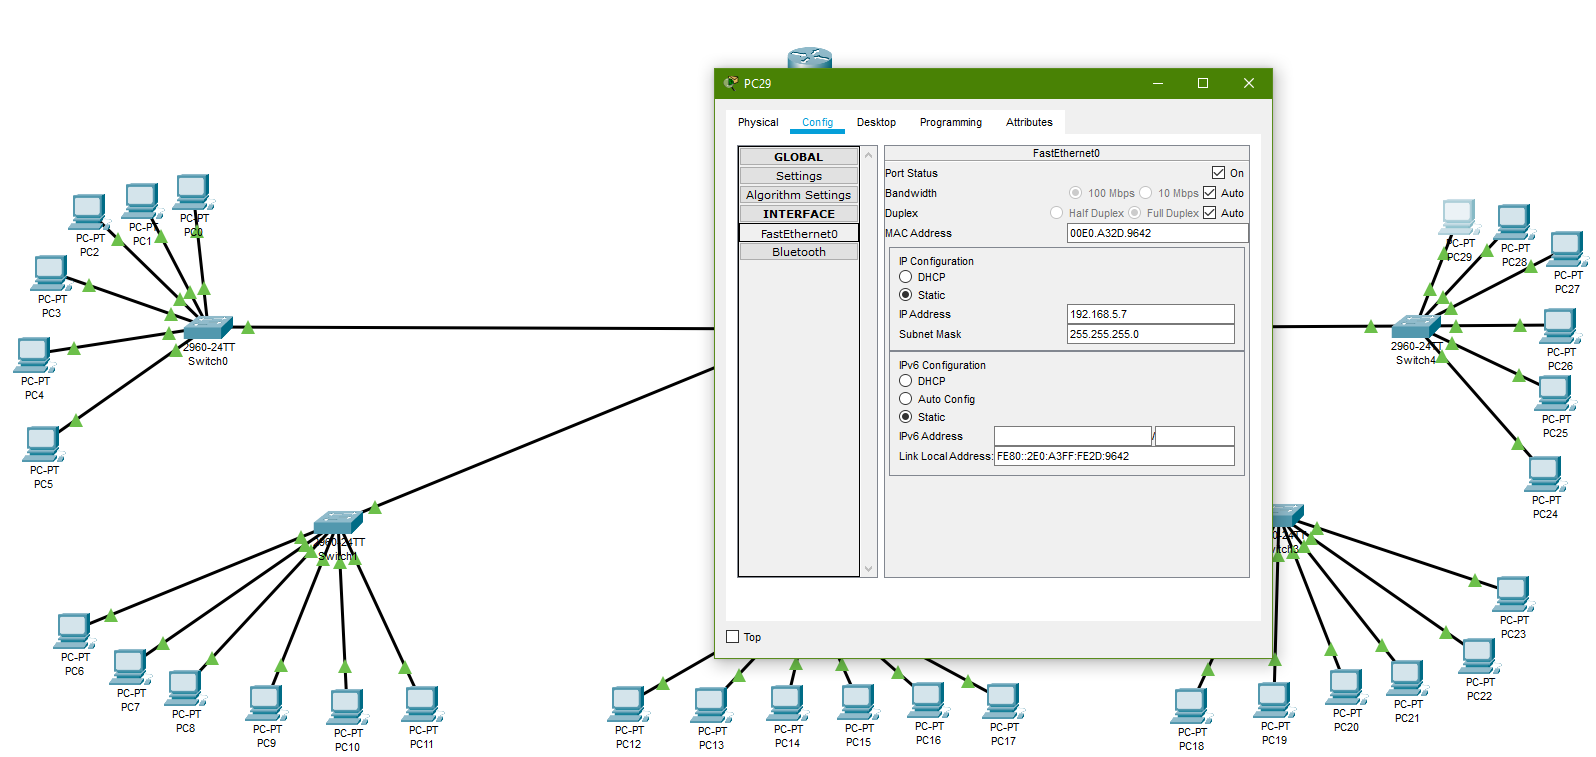 PC29
Physical
Config
Desktop
Programming
Attributes
GLOBAL
Settings
Algorithm Settings
INTERFACE
FastEthernet0
Bluetooth
FastEthernet0
Port Status
On
Bandwidth
100 Mbps
10 Mbps
Auto
Duplex
Half Duplex
Full Duplex
Auto
MAC Address
00E0.A32D.9642
IP Configuration
DHCP
Static
IP Address
192.168.5.7
Subnet Mask
255.255.255.0
IPv6 Configuration
DHCP
Auto Config
Static
IPv6 Address
/
Link Local Address:
FE80::2E0:A3FF:FE2D:9642
Top
PC-PT
PC0
PC-PT
PC1
PC-PT
PC2
PC-PT
PC3
PC-PT
PC4
PC-PT
PC5
2960-24TT
Switch0
2960-24TT
Switch1
PC-PT
PC6
PC-PT
PC7
PC-PT
PC8
PC-PT
PC9
PC-PT
PC10
PC-PT
PC11
PC-PT
PC12
PC-PT
PC13
PC-PT
PC14
PC-PT
PC15
PC-PT
PC16
PC-PT
PC17
PC-PT
PC18
PC-PT
PC19
PC-PT
PC20
PC-PT
PC21
PC-PT
PC22
PC-PT
PC23
0-24TT
itch3
2960-24TT
Switch4
PC-PT
PC24
PC-PT
PC25
PC-PT
PC26
PC-PT
PC27
PC-PT
PC28
PC-PT
PC29